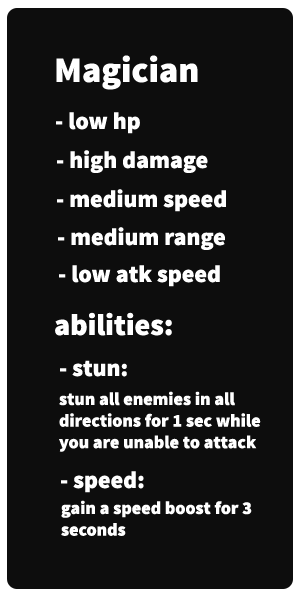 Magician
- low hp
- high damage
- medium speed
- medium range
- low atk speed
abilities:
- stun:
stun all enemies in all
directions for 1 sec while
you are unable to attack
- speed:
gain a speed boost for 3
seconds